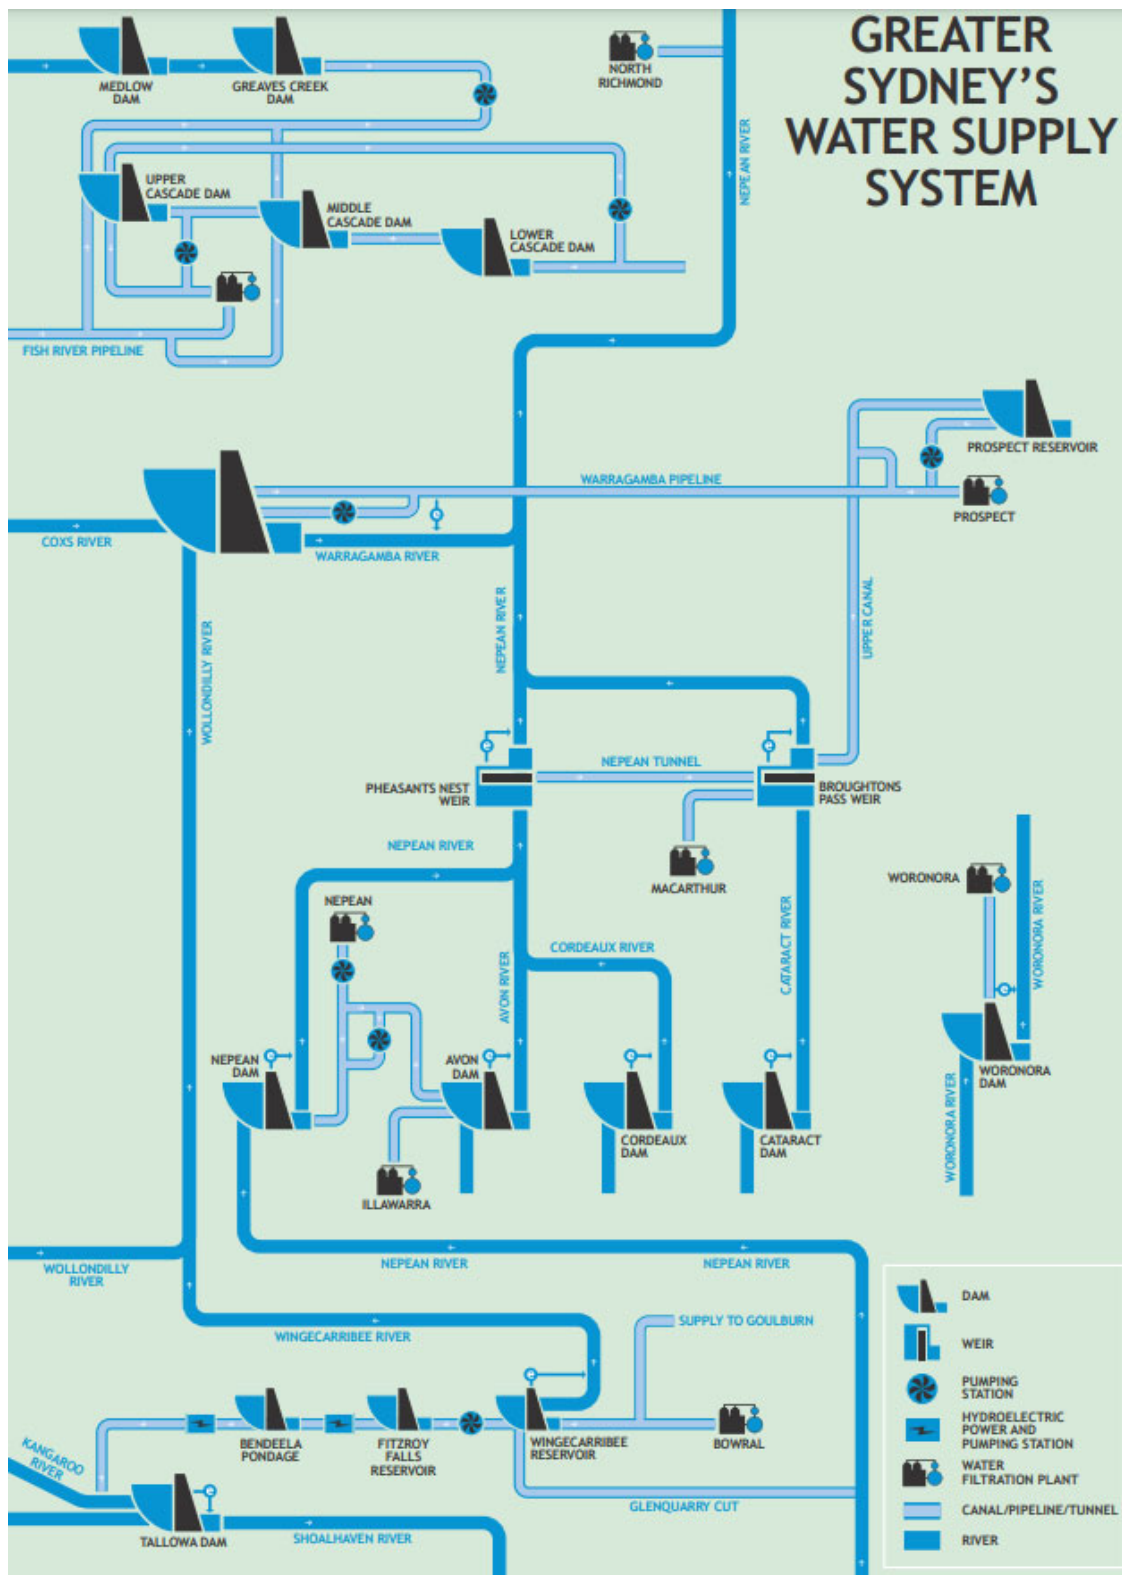 GREATER
SYDNEY'S
WATER SUPPLY
SYSTEM
MEDLOW
DAM
GREAVES CREEK
DAM
NORTH
RICHMOND
NEPEAN RIVER
UPPER
CASCADE DAM
MIDDLE
CASCADE DAM
LOWER
CASCADE DAM
FISH RIVER PIPELINE
PROSPECT RESERVOIR
WARRAGAMBA PIPELINE
PROSPECT
COXS RIVER
WARRAGAMBA RIVER
WOLLONDILLY RIVER
NEPEAN RIVER
UPPER CANAL
NEPEAN TUNNEL
PHEASANTS NEST
WEIR
BROUGHTONS
PASS WEIR
NEPEAN RIVER
MACARTHUR
WORONORA
NEPEAN
CORDEAUX RIVER
AVON RIVER
CATARACT RIVER
WORONORA RIVER
NEPEAN
DAM
AVON
DAM
WORONORA
DAM
CORDEAUX
DAM
CATARACT
DAM
WORONORA RIVER
ILLAWARRA
WOLLONDILLY
RIVER
NEPEAN RIVER
NEPEAN RIVER
WINGECARRIBEE RIVER
SUPPLY TO GOULBURN
BENDEELA
PONDAGE
FITZROY
FALLS
RESERVOIR
WINGECARRIBEE
RESERVOIR
BOWRAL
KANGAROO
RIVER
GLENQUARRY CUT
TALLOWA DAM
SHOALHAVEN RIVER
DAM
WEIR
PUMPING
STATION
HYDROELECTRIC
POWER AND
PUMPING STATION
WATER
FILTRATION PLANT
CANAL/PIPELINE/TUNNEL
RIVER